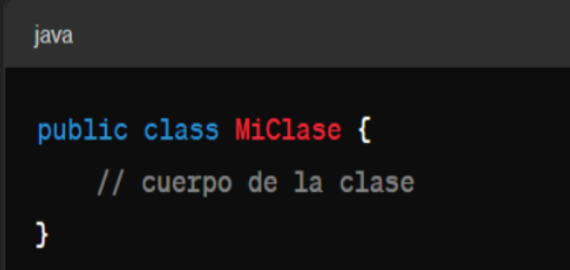 java
public class MiClase {
// cuerpo de la clase
}